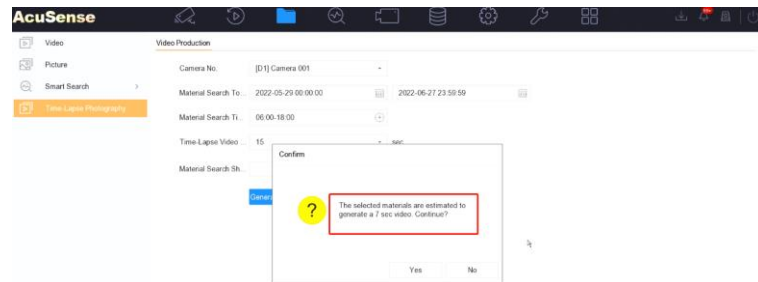 AcuSense
Video
Picture
Smart Search
Time-Lapse Photography
Video Production
Camera No. [D1] Camera 001
Material Search To... 2022-05-29 00:00:00 2022-06-27 23:59:59
Material Search Ti... 06:00-18:00
Time-Lapse Video ... 15 sec
Material Search Sh...
Confirm
The selected materials are estimated to
generate a 7 sec video. Continue?
Yes No